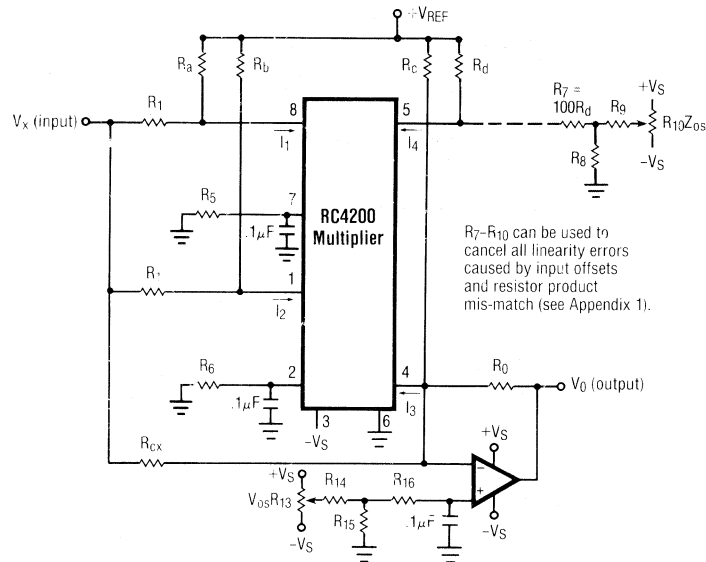 +VREF
Ra
Rb
Rc
Rd
R1
Vx (input)
8
5
I1
I4
R7 =
100Rd
R9
+VS
R10ZOS
R8
−VS
R5
7
.1µF
RC4200
Multiplier
R7–R10 can be used to
cancel all linearity errors
caused by input offsets
and resistor product
mis-match (see Appendix 1).
1
I2
R6
2
.1µF
4
I3
R0
V0 (output)
3
−VS
6
Rcx
+VS
+VS
VosR13
R14
R16
−
+
R15
.1µF
−VS
−VS